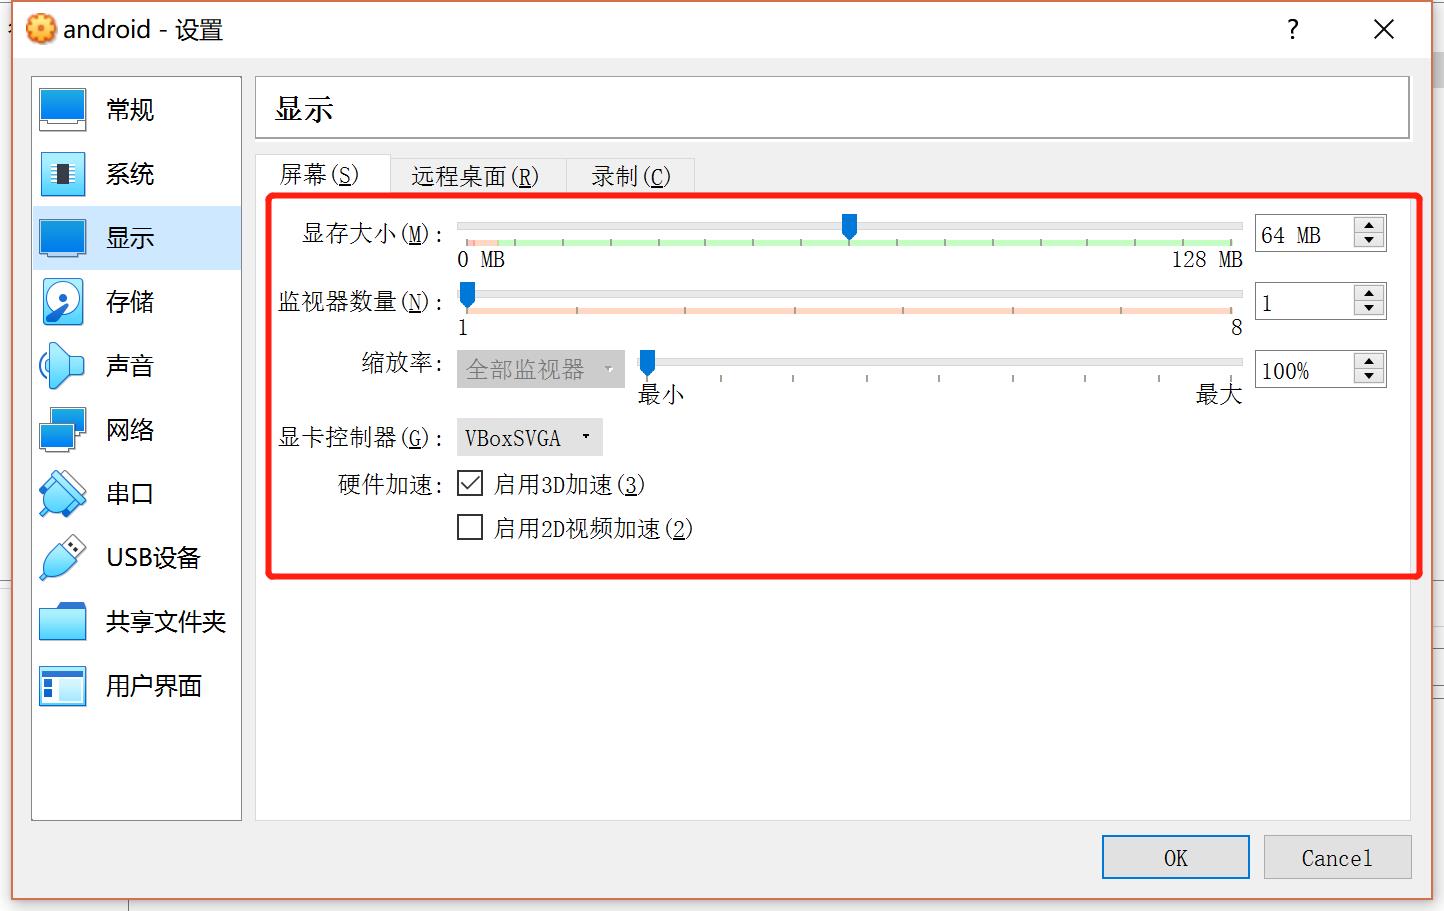 android - 设置
?
常规
系统
显示
存储
声音
网络
串口
USB设备
共享文件夹
用户界面
显示
屏幕(S) 远程桌面(R) 录制(C)
显存大小(M): 64 MB
0 MB 128 MB
监视器数量(N): 1
1 8
缩放率: 全部监视器 100%
最小 最大
显卡控制器(G): VBoxSVGA
硬件加速: 启用3D加速(3)
启用2D视频加速(2)
OK Cancel